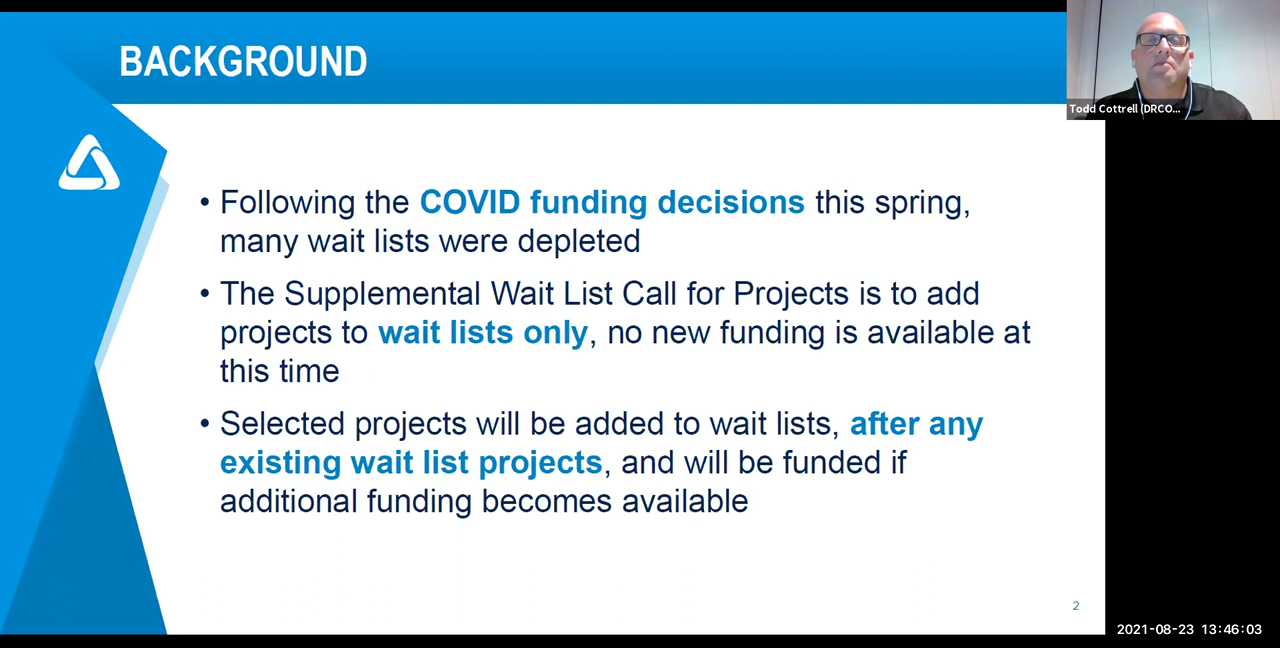 BACKGROUND
Todd Cottrell (DRCO...
• Following the COVID funding decisions this spring,
many wait lists were depleted
• The Supplemental Wait List Call for Projects is to add
projects to wait lists only, no new funding is available at
this time
• Selected projects will be added to wait lists, after any
existing wait list projects, and will be funded if
additional funding becomes available
2
2021-08-23 13:46:03